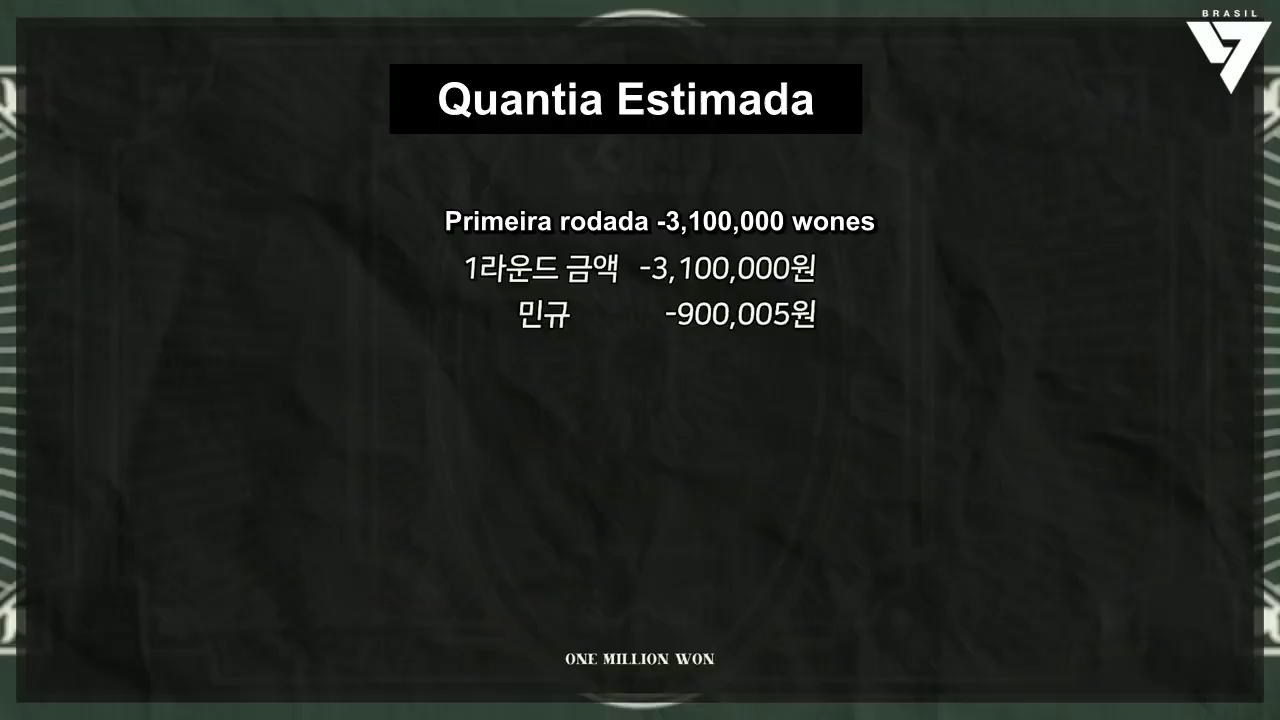 BRASIL
Quantia Estimada
Primeira rodada -3,100,000 wones
1라운드 금액 -3,100,000원
민규 -900,005원
ONE MILLION WON